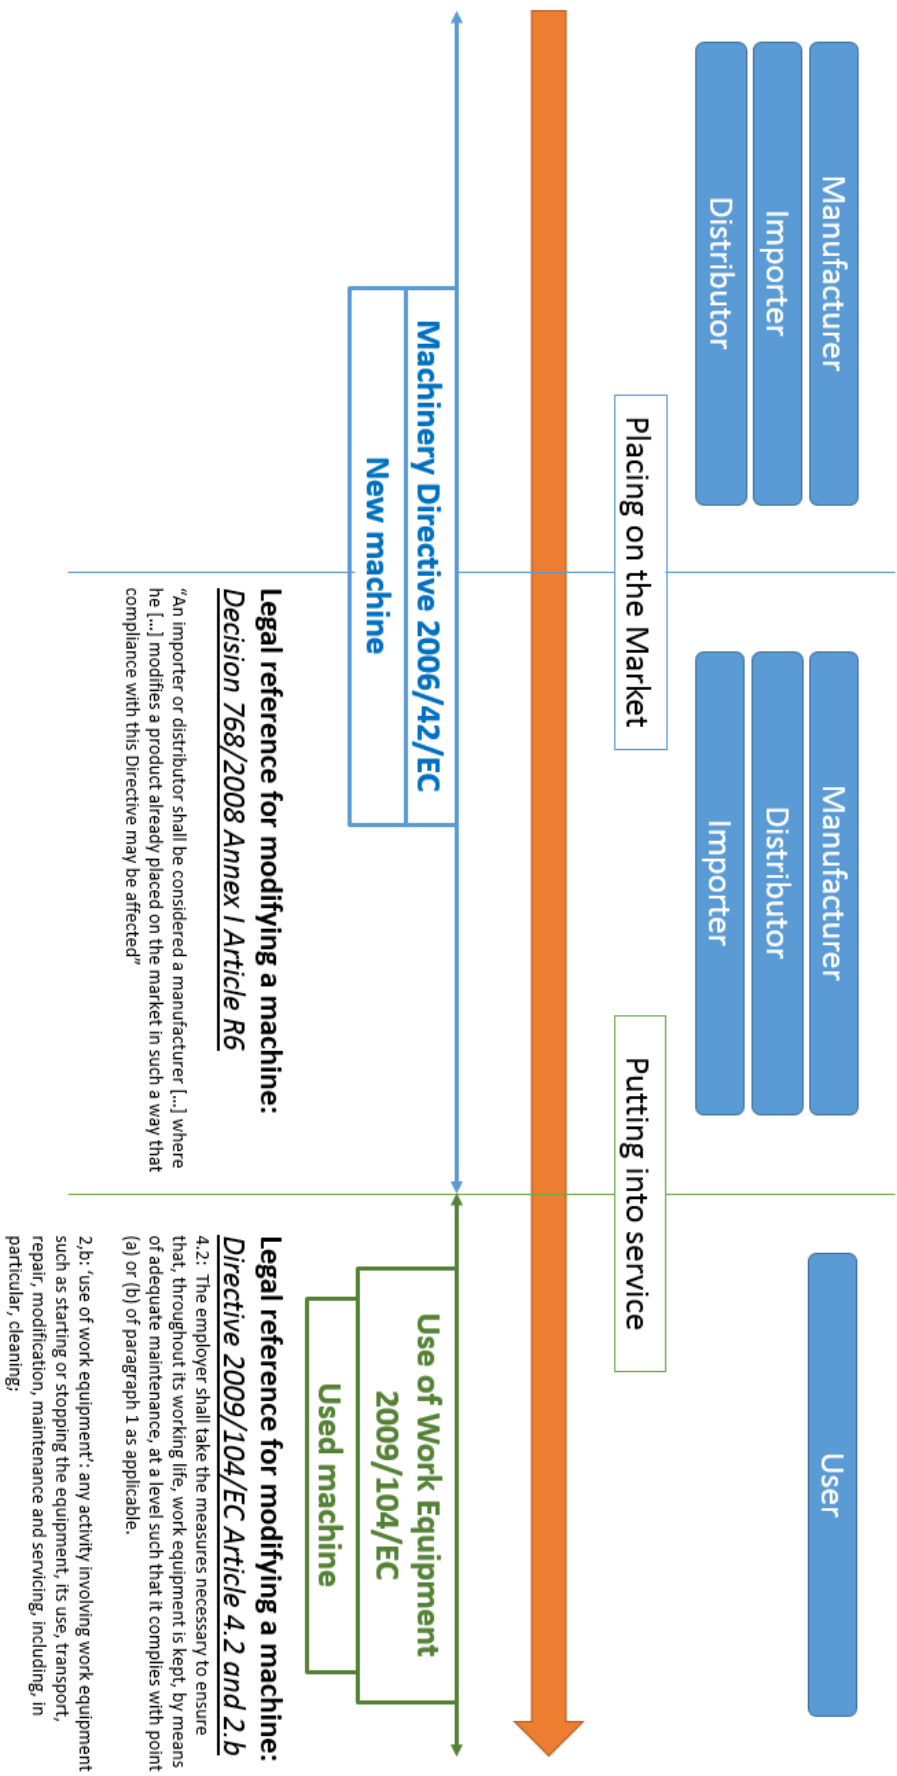 Manufacturer
Importer
Distributor
Manufacturer
Distributor
Importer
User
Placing on the Market
Putting into service
Machinery Directive 2006/42/EC
New machine
Use of Work Equipment
2009/104/EC
Used machine
Legal reference for modifying a machine:
Decision 768/2008 Annex I Article R6
“An importer or distributor shall be considered a manufacturer […] where
he […] modifies a product already placed on the market in such a way that
compliance with this Directive may be affected”
Legal reference for modifying a machine:
Directive 2009/104/EC Article 4.2 and 2.b
4.2: The employer shall take the measures necessary to ensure
that, throughout its working life, work equipment is kept, by means
of adequate maintenance, at a level such that it complies with point
(a) or (b) of paragraph 1 as applicable.
2,b: ‘use of work equipment’: any activity involving work equipment
such as starting or stopping the equipment, its use, transport,
repair, modification, maintenance and servicing, including, in
particular, cleaning;